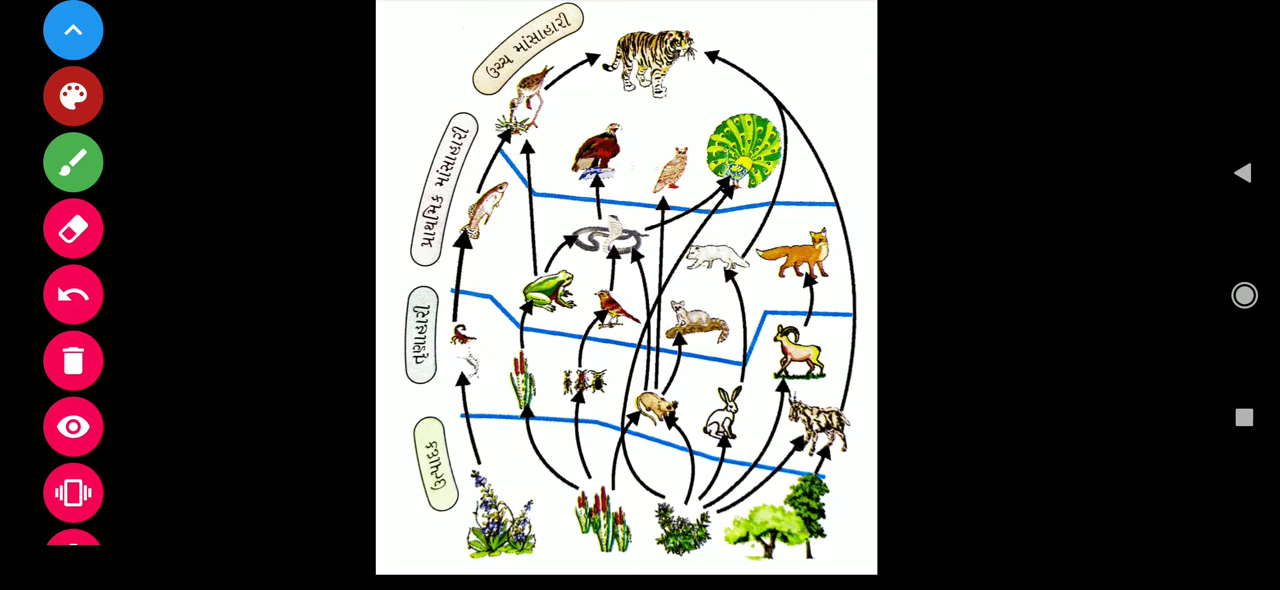 ઉચ્ચ માંસાહારી
પ્રાથમિક માંસાહારી
તૃણાહારી
ઉત્પાદક